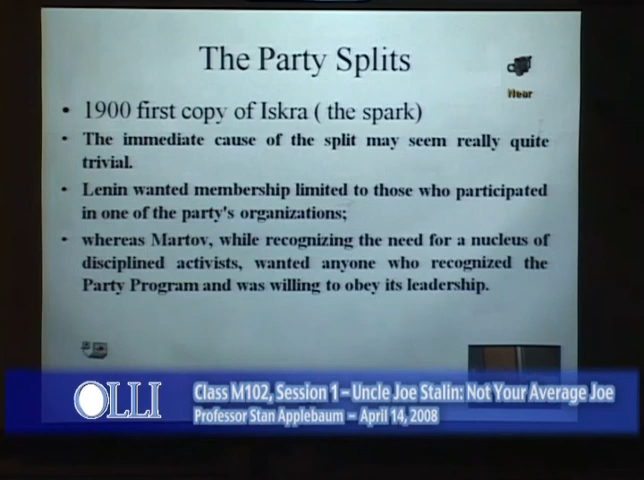 The Party Splits
Near
• 1900 first copy of Iskra ( the spark)
• The immediate cause of the split may seem really quite
trivial.
• Lenin wanted membership limited to those who participated
in one of the party's organizations;
• whereas Martov, while recognizing the need for a nucleus of
disciplined activists, wanted anyone who recognized the
Party Program and was willing to obey its leadership.
OLLI
Class M102, Session 1 – Uncle Joe Stalin: Not Your Average Joe
Professor Stan Applebaum – April 14, 2008